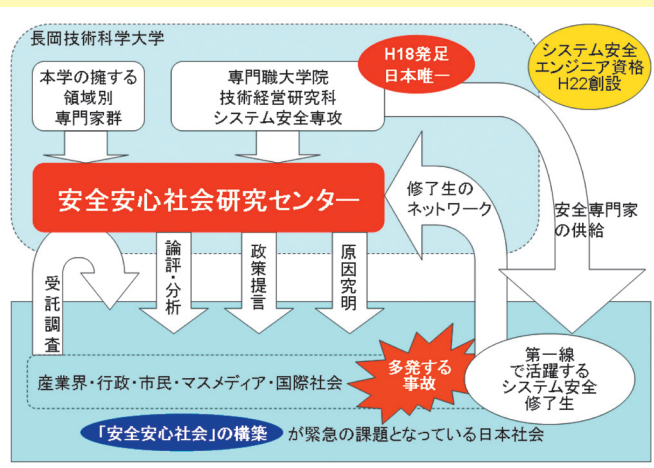 長岡技術科学大学
本学の擁する
領域別
専門家群
専門職大学院
技術経営研究科
システム安全専攻
H18発足
日本唯一
システム安全
エンジニア資格
H22創設
安全安心社会研究センター
修了生の
ネットワーク
安全専門家
の供給
受託調査
論評・分析
政策提言
原因究明
産業界・行政・市民・マスメディア・国際社会
多発する
事故
第一線
で活躍する
システム安全
修了生
「安全安心社会」の構築 が緊急の課題となっている日本社会